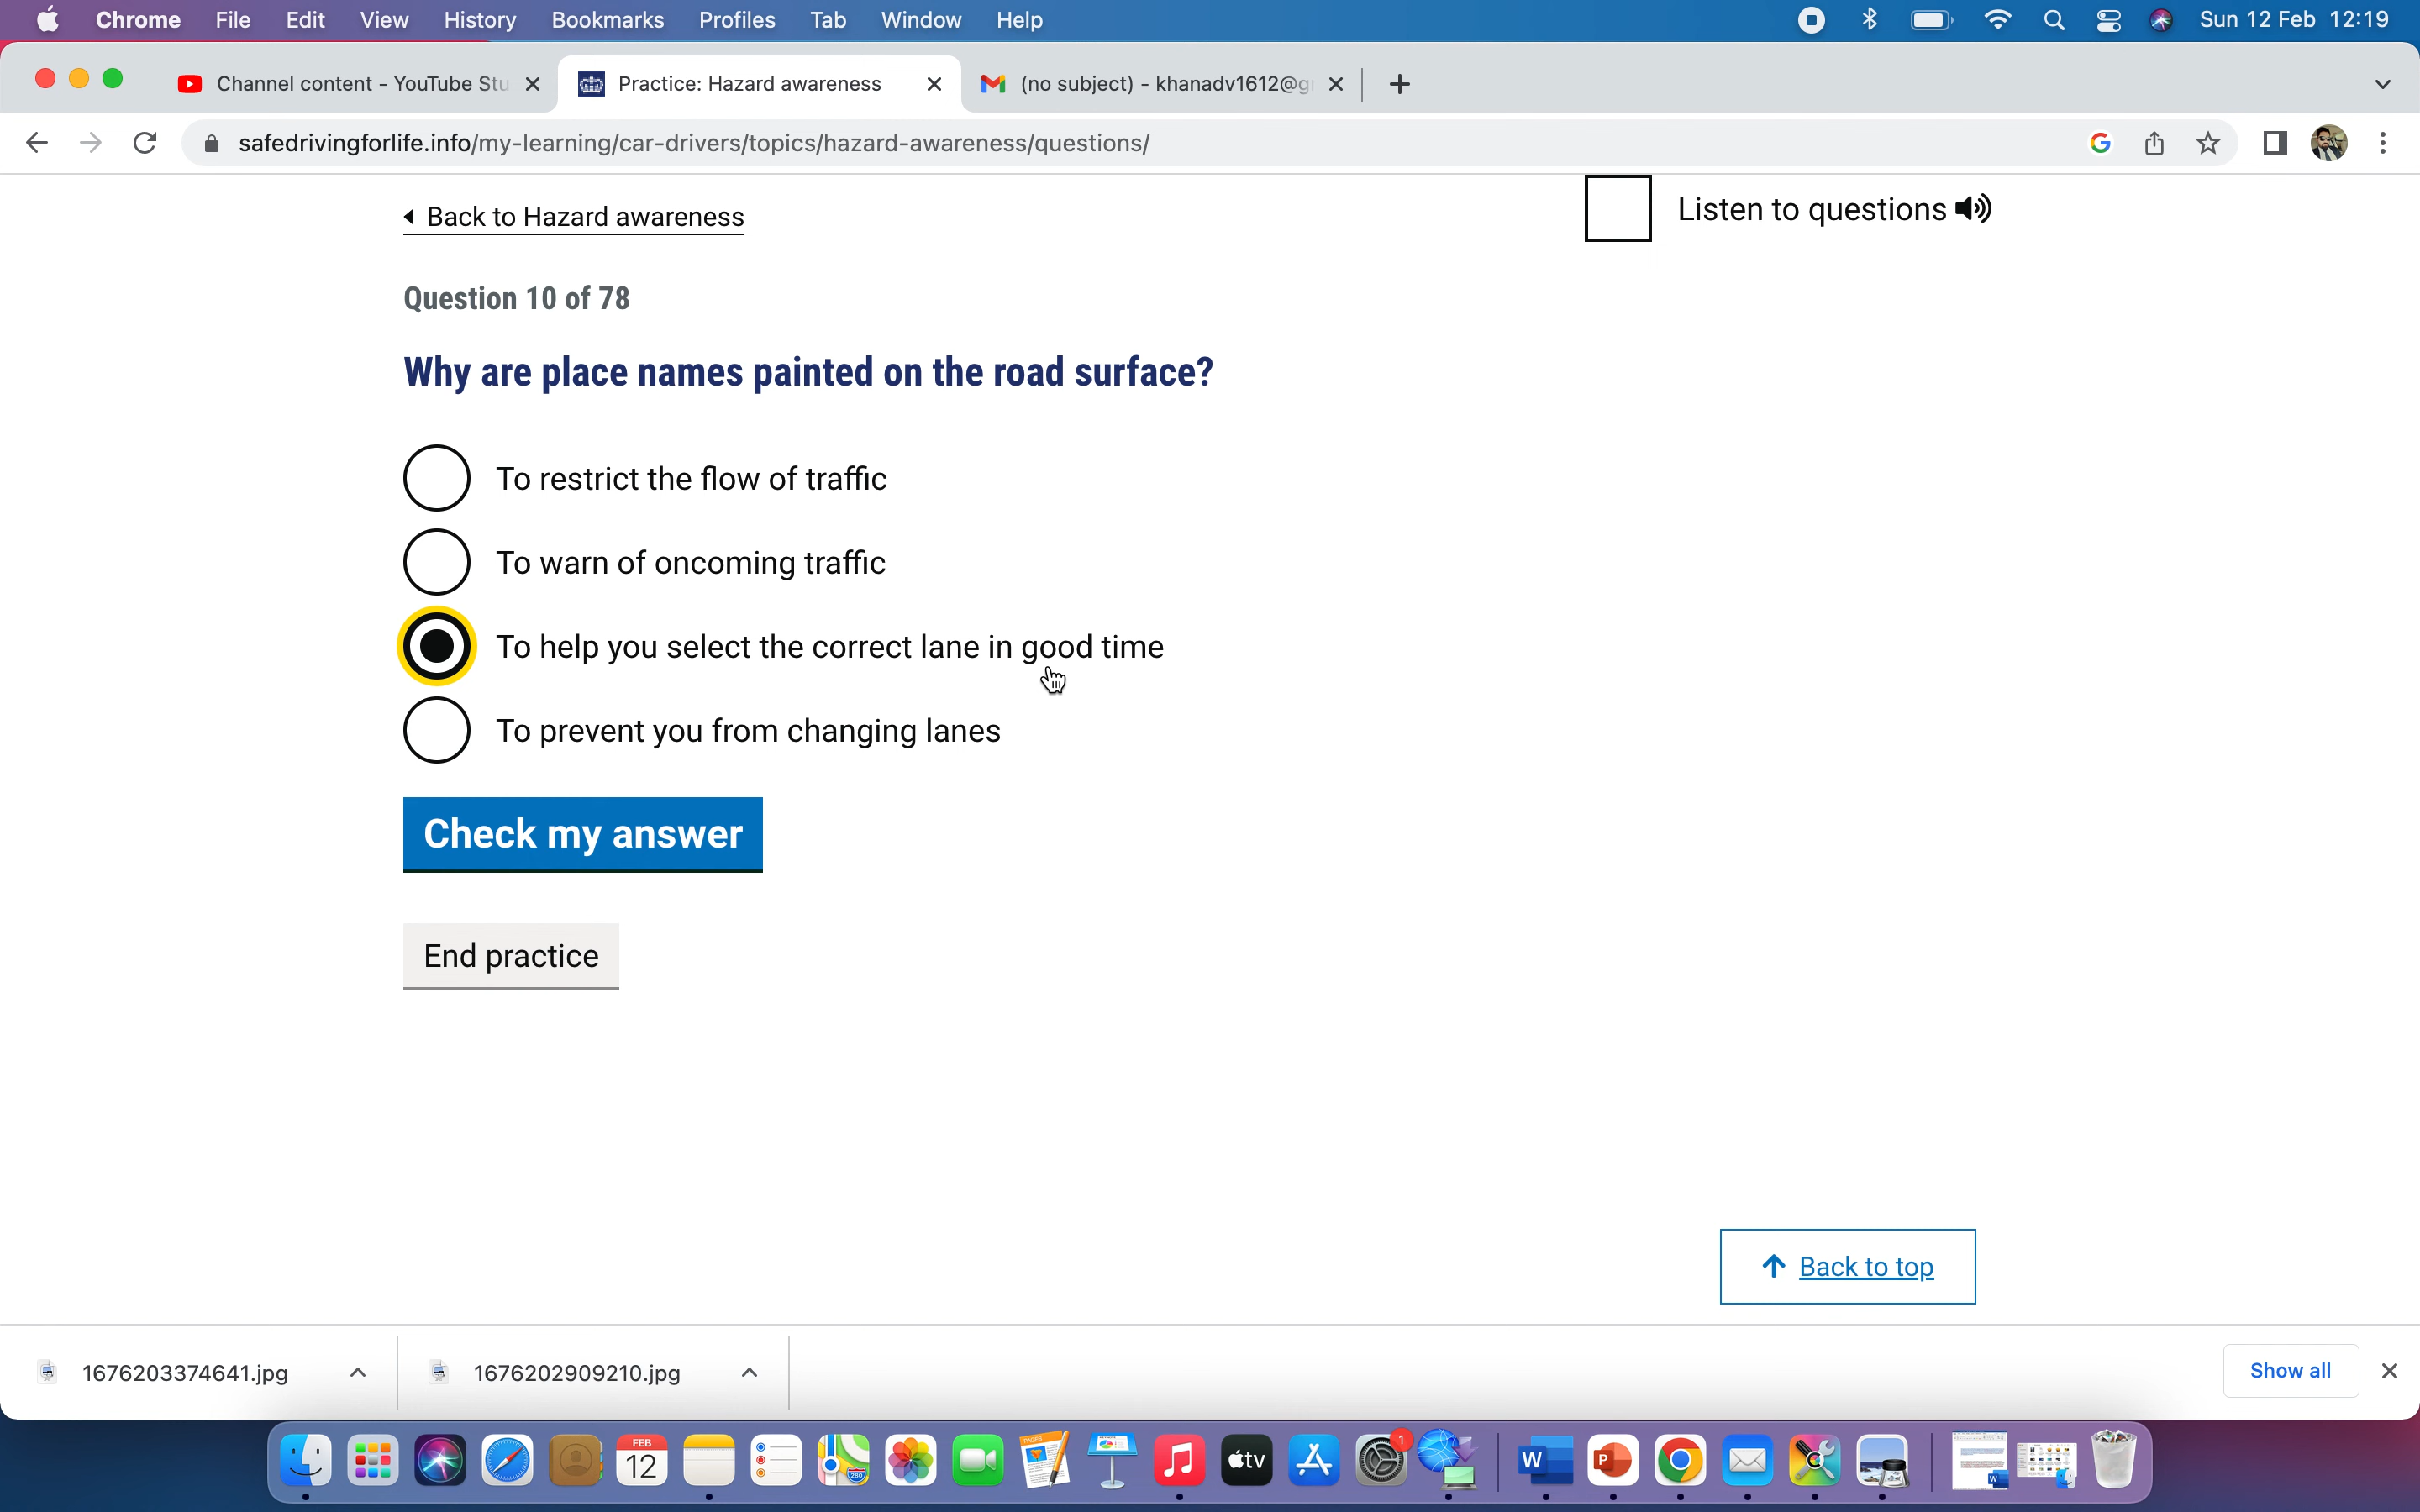 Chrome File Edit View History Bookmarks Profiles Tab Window Help Sun 12 Feb 12:19
Channel content - YouTube Stu Practice: Hazard awareness (no subject) - khanadv1612@g
safedrivingforlife.info/my-learning/car-drivers/topics/hazard-awareness/questions/
Back to Hazard awareness Listen to questions
Question 10 of 78
Why are place names painted on the road surface?
To restrict the flow of traffic
To warn of oncoming traffic
To help you select the correct lane in good time
To prevent you from changing lanes
Check my answer
End practice
Back to top
1676203374641.jpg 1676202909210.jpg Show all
FEB
12
PAGES
280
tv
1
W
P
W